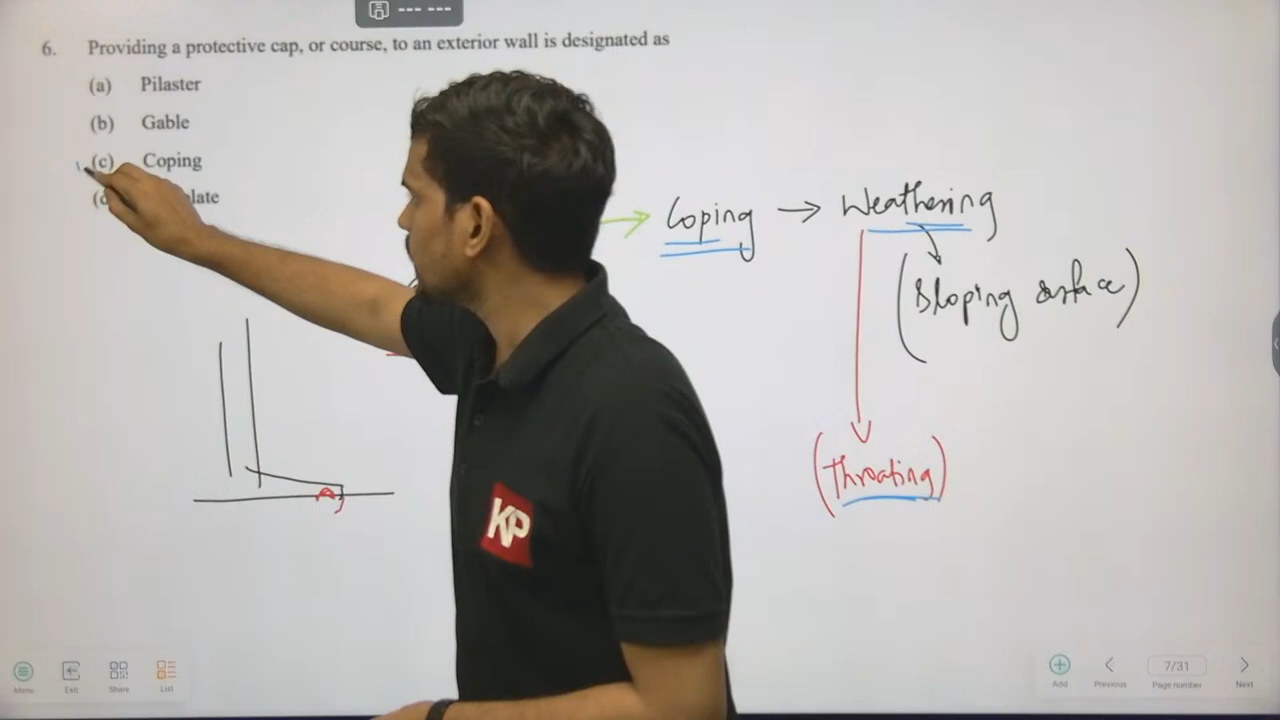 6. Providing a protective cap, or course, to an exterior wall is designated as
(a) Pilaster
(b) Gable
(c) Coping
late
Coping → Weathering
(Sloping surface)
(Throating)
KP
Menu Exit Share List
Add Previous 7/31 Page number Next